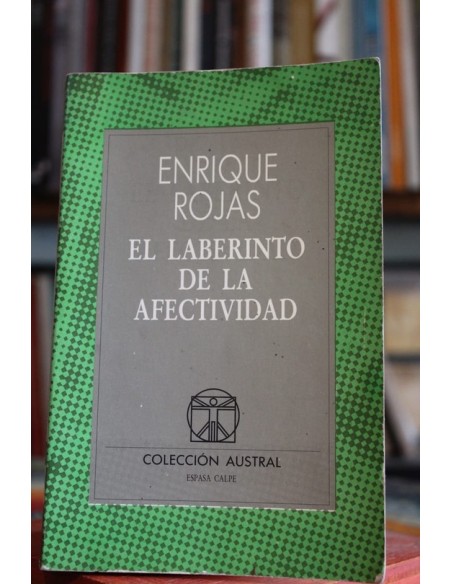 ENRIQUE
ROJAS
EL LABERINTO
DE LA
AFECTIVIDAD
COLECCIÓN AUSTRAL
ESPASA CALPE